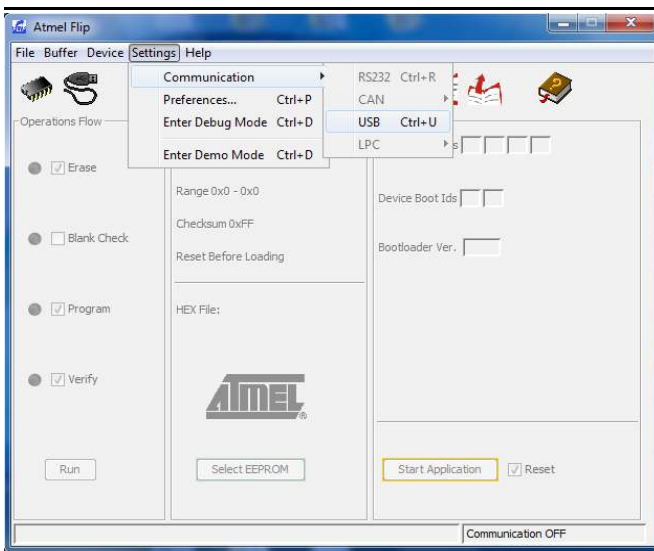 Atmel Flip
File Buffer Device Settings Help
Communication
Preferences... Ctrl+P
Enter Debug Mode Ctrl+D
Enter Demo Mode Ctrl+D
RS232 Ctrl+R
CAN
USB Ctrl+U
LPC
Operations Flow
Erase
Blank Check
Program
Verify
Run
Range 0x0 - 0x0
Checksum 0xFF
Reset Before Loading
HEX File:
ATMEL
®
Select EEPROM
s
Device Boot Ids
Bootloader Ver.
Start Application
Reset
Communication OFF